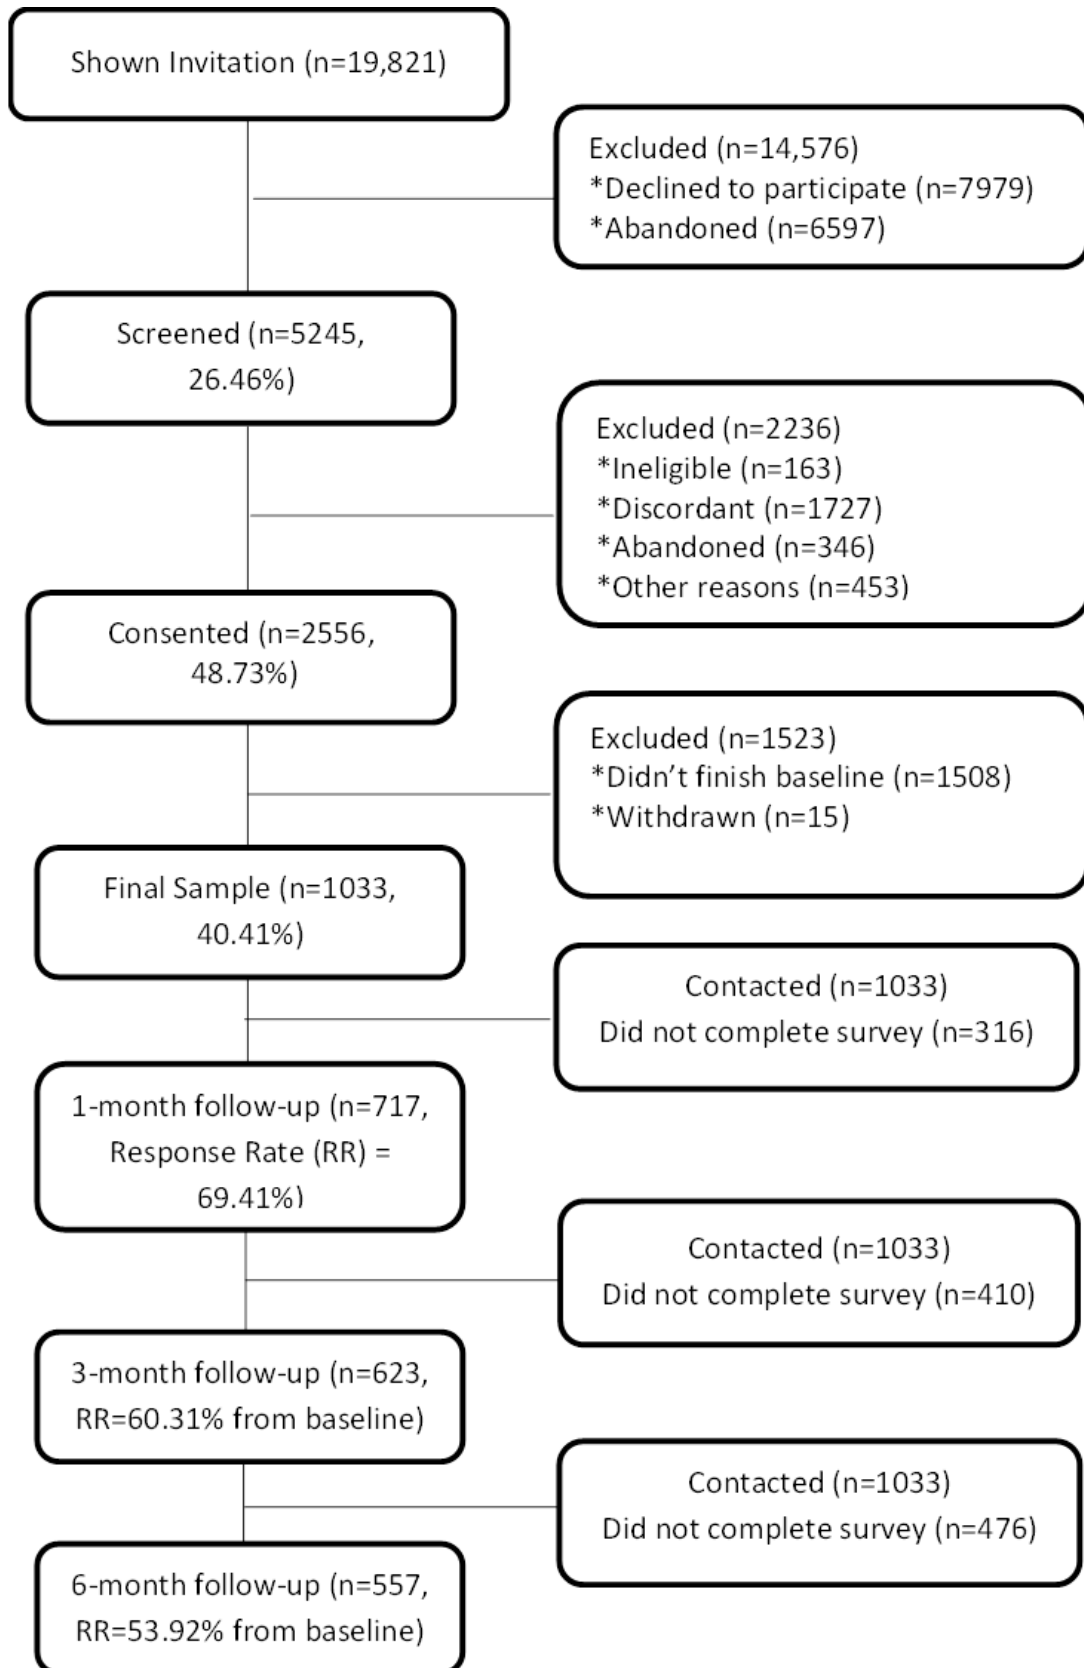 Shown Invitation (n=19,821)
Excluded (n=14,576)
*Declined to participate (n=7979)
*Abandoned (n=6597)
Screened (n=5245,
26.46%)
Excluded (n=2236)
*Ineligible (n=163)
*Discordant (n=1727)
*Abandoned (n=346)
*Other reasons (n=453)
Consented (n=2556,
48.73%)
Excluded (n=1523)
*Didn’t finish baseline (n=1508)
*Withdrawn (n=15)
Final Sample (n=1033,
40.41%)
Contacted (n=1033)
Did not complete survey (n=316)
1-month follow-up (n=717,
Response Rate (RR) =
69.41%)
Contacted (n=1033)
Did not complete survey (n=410)
3-month follow-up (n=623,
RR=60.31% from baseline)
Contacted (n=1033)
Did not complete survey (n=476)
6-month follow-up (n=557,
RR=53.92% from baseline)